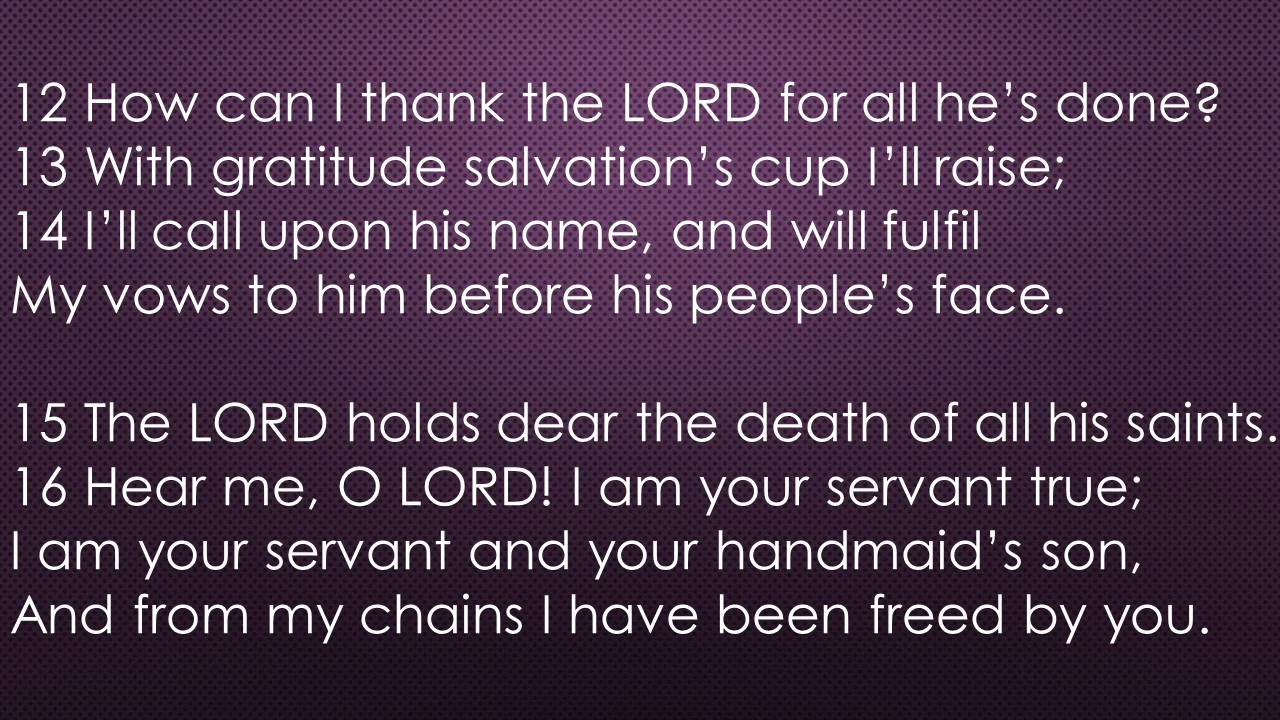 12 How can I thank the LORD for all he’s done?
13 With gratitude salvation’s cup I’ll raise;
14 I’ll call upon his name, and will fulfil
My vows to him before his people’s face.

15 The LORD holds dear the death of all his saints.
16 Hear me, O LORD! I am your servant true;
I am your servant and your handmaid’s son,
And from my chains I have been freed by you.